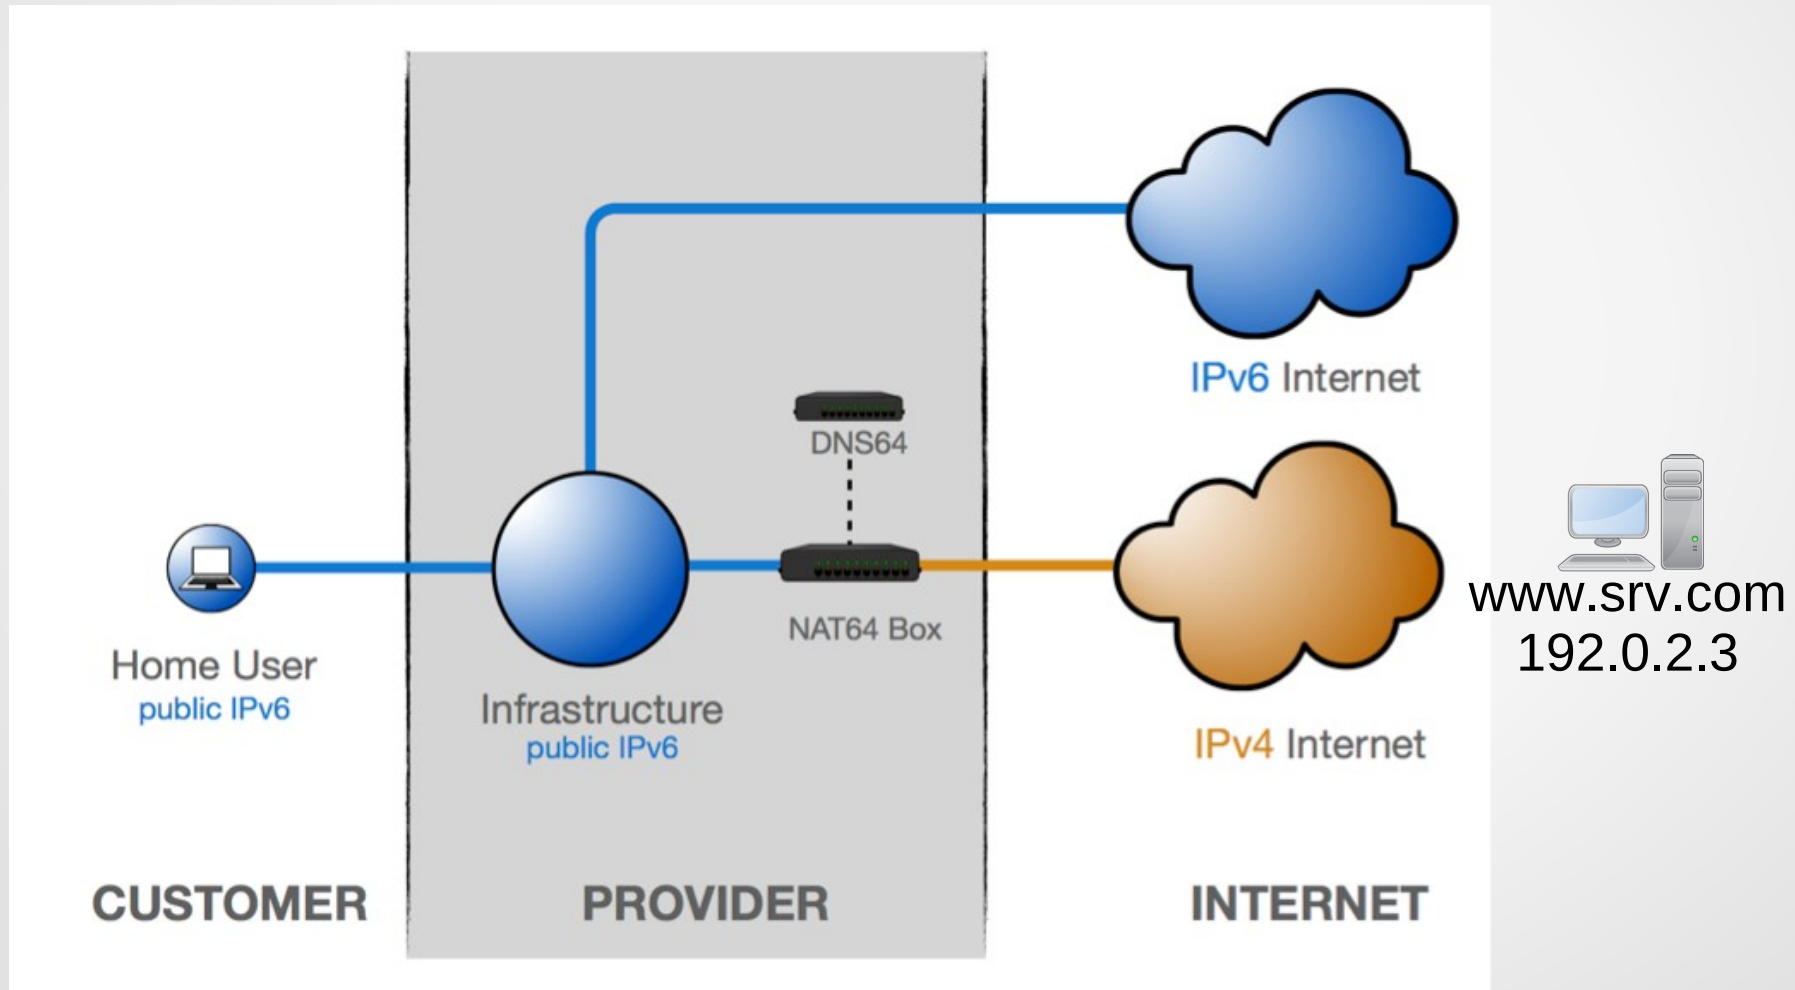 IPv6 Internet
DNS64
www.srv.com
192.0.2.3
NAT64 Box
Home User
public IPv6
Infrastructure
public IPv6
IPv4 Internet
CUSTOMER
PROVIDER
INTERNET